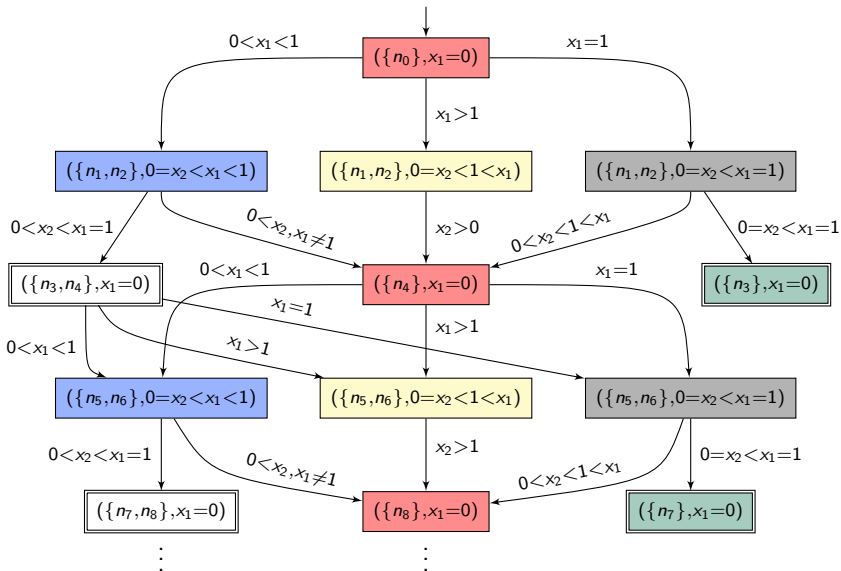 0<x₁<1
({n₀},x₁=0)
x₁=1
x₁>1
({n₁,n₂},0=x₂<x₁<1)
({n₁,n₂},0=x₂<1<x₁)
({n₁,n₂},0=x₂<x₁=1)
0<x₂<x₁=1
0<x₂,x₁≠1
x₂>0
0<x₂<1<x₁
0=x₂<x₁=1
({n₃,n₄},x₁=0)
0<x₁<1
({n₄},x₁=0)
x₁=1
({n₃},x₁=0)
0<x₁<1
x₁>1
x₁=1
x₁>1
({n₅,n₆},0=x₂<x₁<1)
({n₅,n₆},0=x₂<1<x₁)
({n₅,n₆},0=x₂<x₁=1)
0<x₂<x₁=1
0<x₂,x₁≠1
x₂>1
0<x₂<1<x₁
0=x₂<x₁=1
({n₇,n₈},x₁=0)
({n₈},x₁=0)
({n₇},x₁=0)
⋮ ⋮